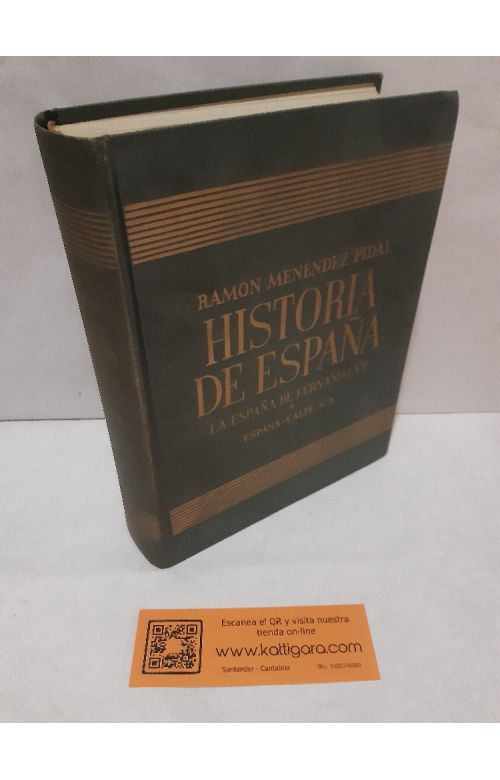 RAMON MENENDEZ PIDAL
HISTORIA
DE ESPAÑA
LA ESPAÑA DE FERNANDO VII
ESPASA-CALPE, S.A.
Escanea el QR y visita nuestra
tienda on-line
www.kattigara.com
Santander - Cantabria